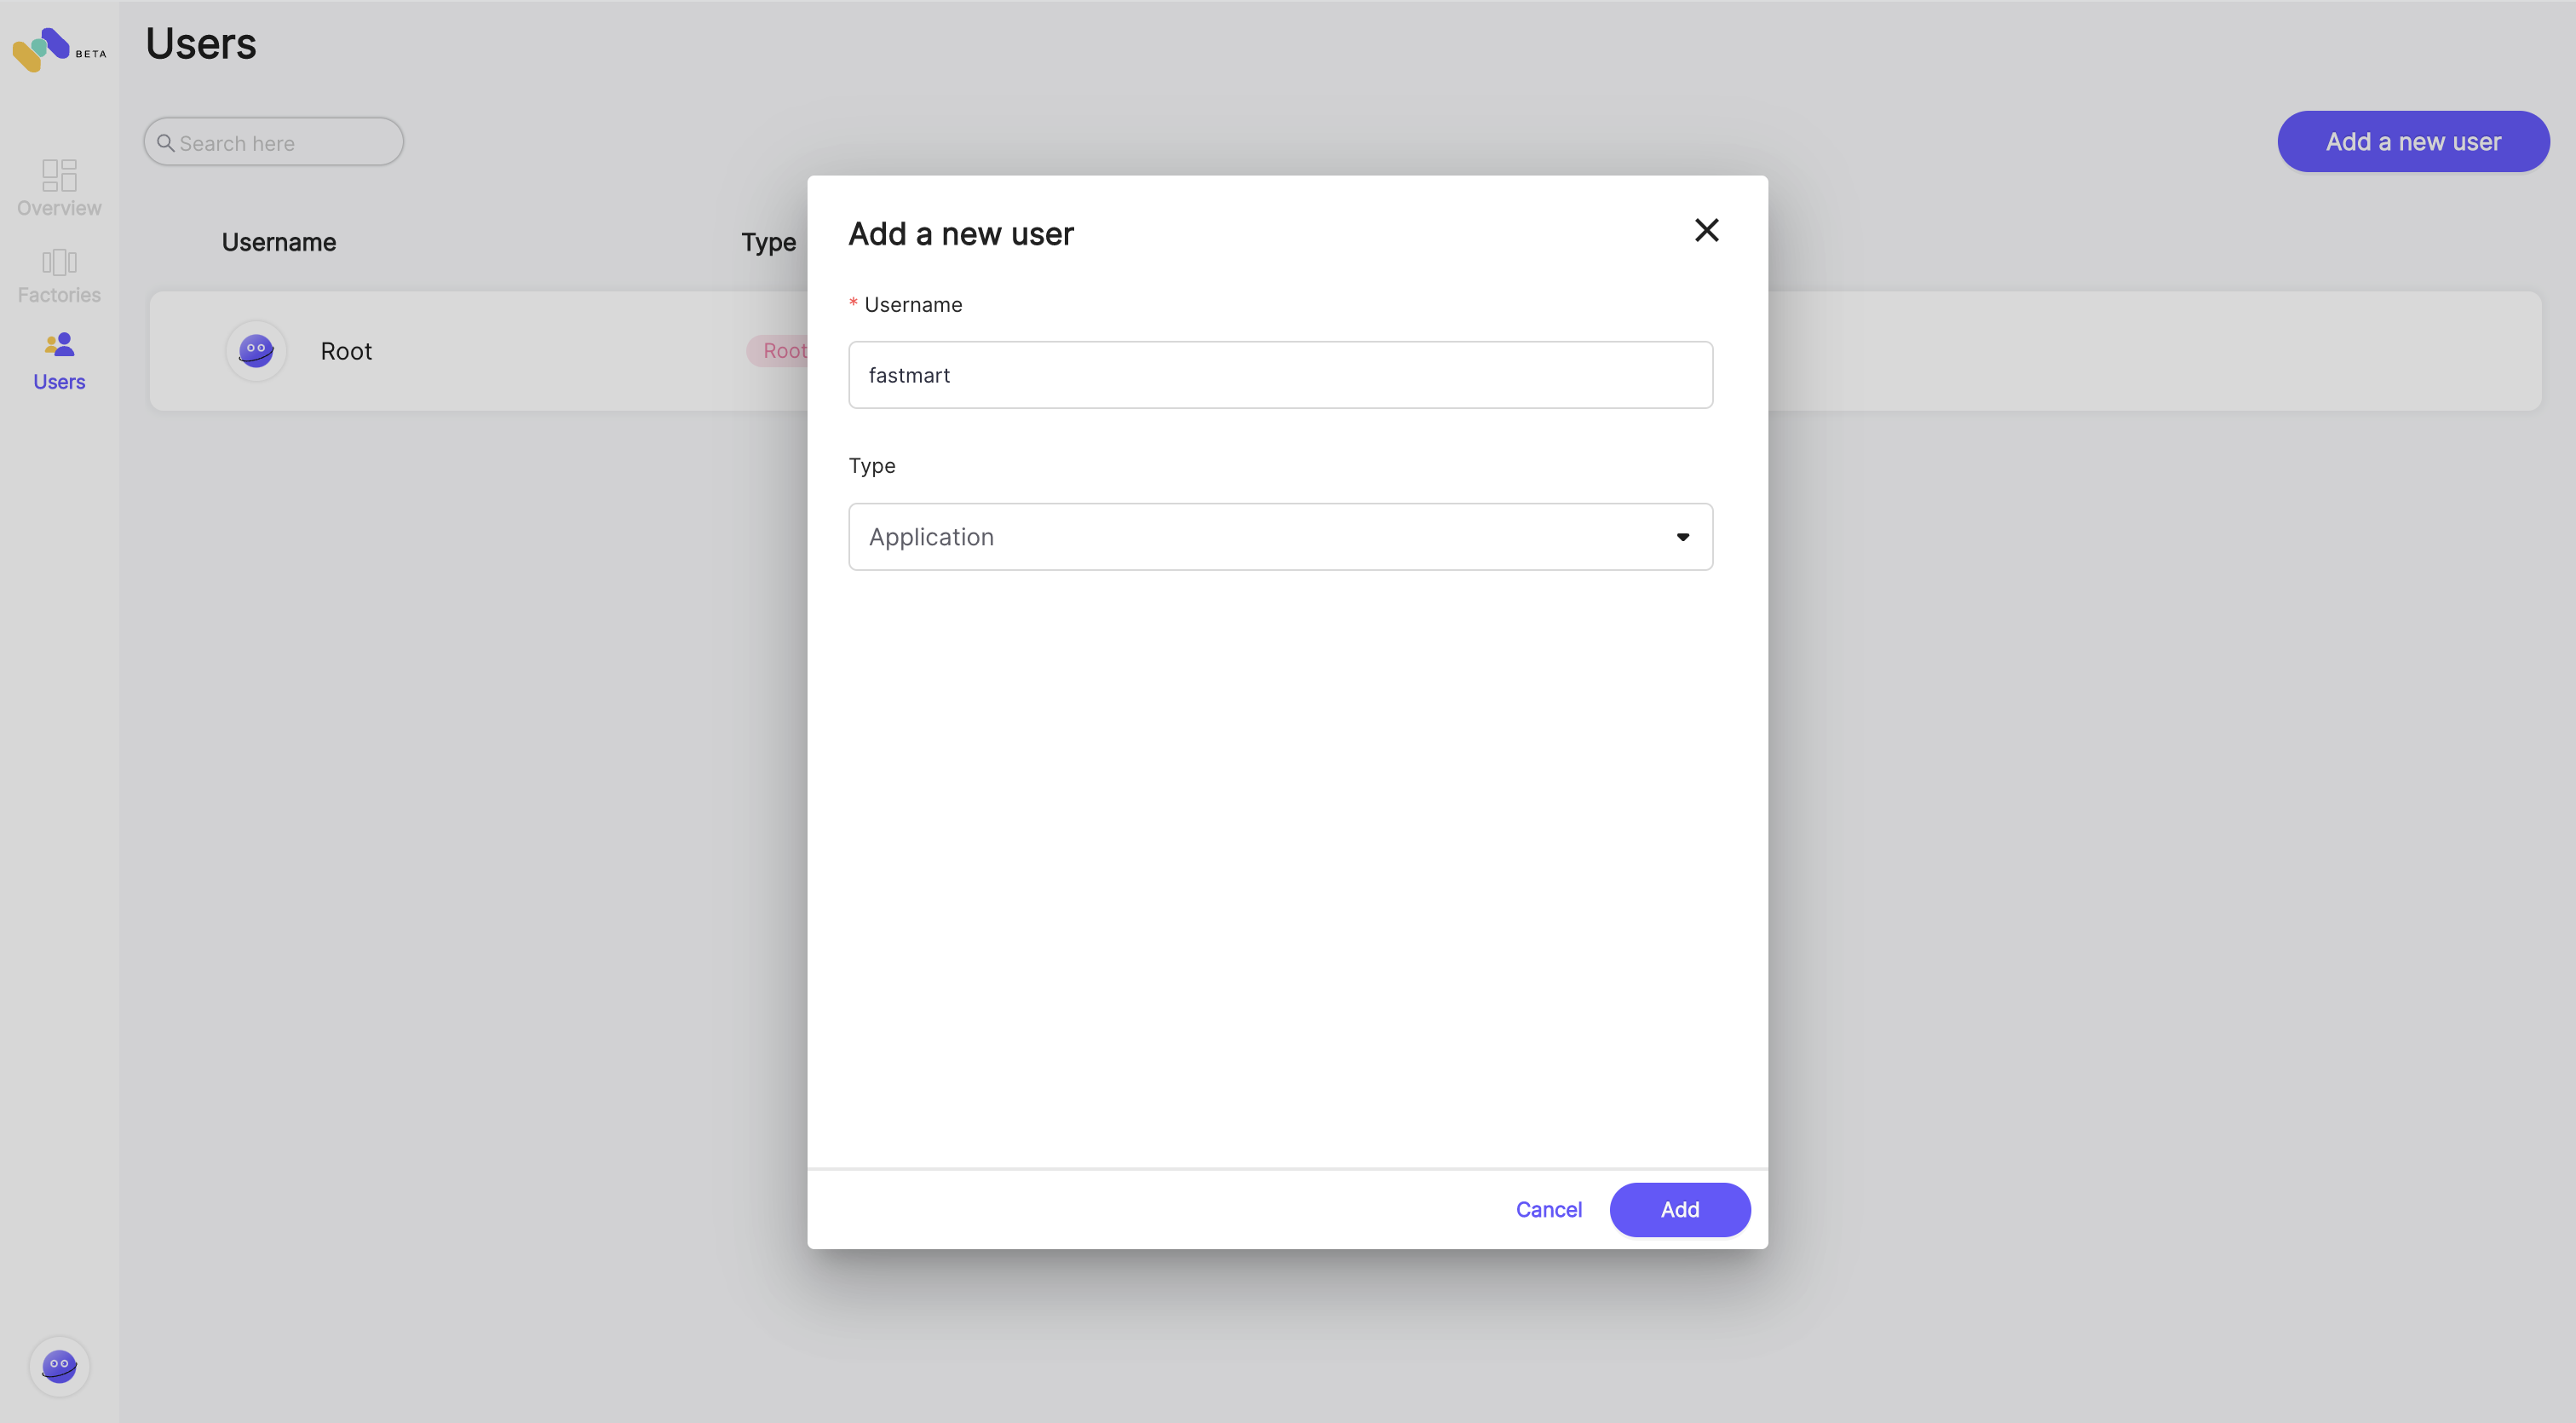 BETA
Users
Search here
Add a new user
Overview
Factories
Users
Username
Type
Root
Root
Add a new user
* Username
fastmart
Type
Application
Cancel
Add